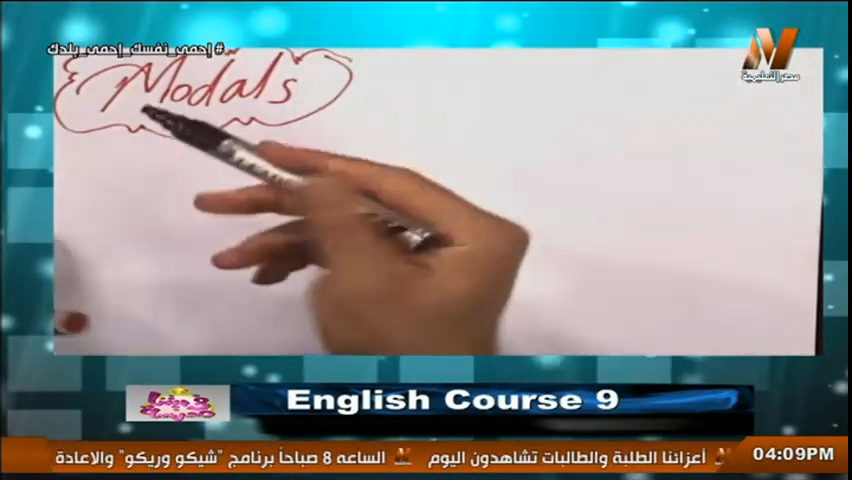 #إحمي_نفسك_إحمي_بلدك
مصر التعليمية
Modals
English Course 9
أعزائنا الطلبة والطالبات تشاهدون اليوم الساعه 8 صباحاً برنامج "شيكو وريكو" والاعادة
04:09PM